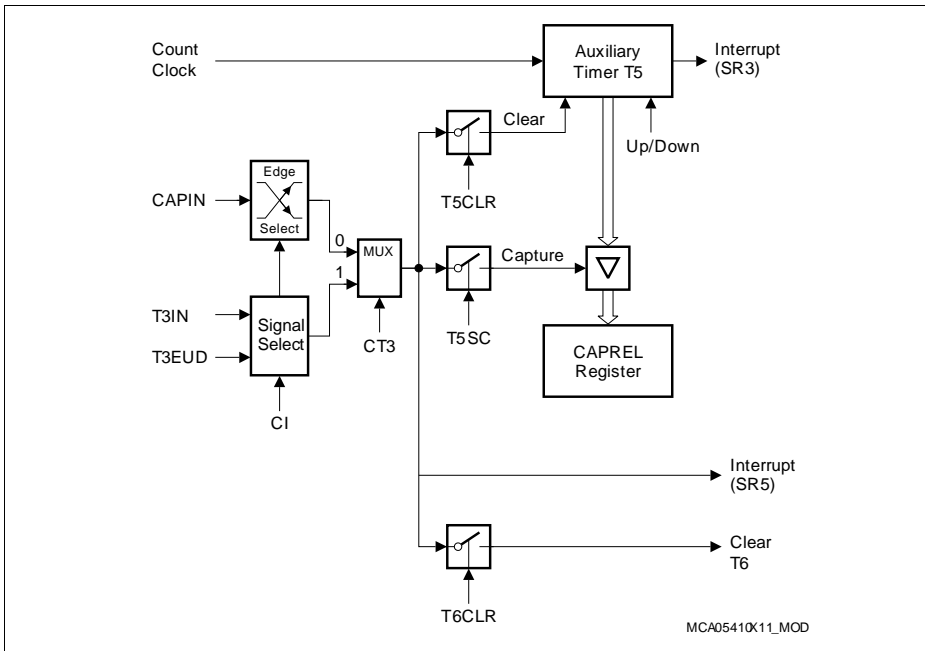 Count
Clock
Auxiliary
Timer T5
Interrupt
(SR3)
Clear
Up/Down
T5CLR
Edge
Select
CAPIN
0
1
MUX
Capture
T3IN
T3EUD
Signal
Select
CT3
T5SC
CAPREL
Register
CI
Interrupt
(SR5)
Clear
T6
T6CLR
MCA05410X11_MOD